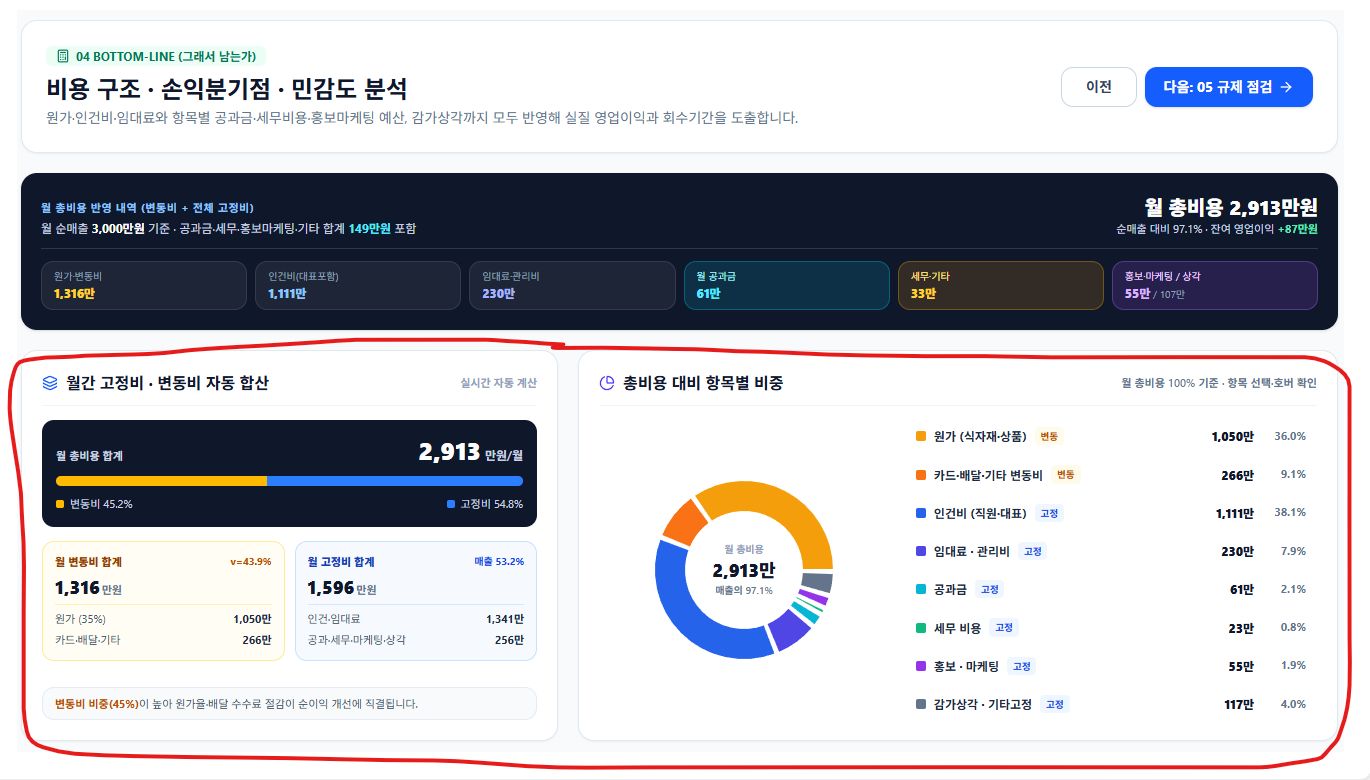 04 BOTTOM-LINE (그래서 남는가)
비용 구조 · 손익분기점 · 민감도 분석
원가·인건비·임대료와 항목별 공과금·세무비용·홍보마케팅 예산, 감가상각까지 모두 반영해 실질 영업이익과 회수기간을 도출합니다.
이전
다음: 05 규제 점검 →
월 총비용 반영 내역 (변동비 + 전체 고정비)
월 순매출 3,000만원 기준 · 공과금·세무·홍보마케팅·기타 합계 149만원 포함
월 총비용 2,913만원
순매출 대비 97.1% · 잔여 영업이익 +87만원
원가·변동비
1,316만
인건비(대표포함)
1,111만
임대료·관리비
230만
월 공과금
61만
세무·기타
33만
홍보·마케팅 / 상각
55만 / 107만
월간 고정비 · 변동비 자동 합산
실시간 자동 계산
월 총비용 합계
2,913 만원/월
변동비 45.2%
고정비 54.8%
월 변동비 합계 v=43.9%
1,316 만원
원가 (35%) 1,050만
카드·배달·기타 266만
월 고정비 합계 매출 53.2%
1,596 만원
인건·임대료 1,341만
공과·세무·마케팅·상각 256만
변동비 비중(45%)이 높아 원가율·배달 수수료 절감이 순이익 개선에 직결됩니다.
총비용 대비 항목별 비중
월 총비용 100% 기준 · 항목 선택·호버 확인
월 총비용
2,913만
매출의 97.1%
원가 (식자재·상품) 변동 1,050만 36.0%
카드·배달·기타 변동비 변동 266만 9.1%
인건비 (직원·대표) 고정 1,111만 38.1%
임대료 · 관리비 고정 230만 7.9%
공과금 고정 61만 2.1%
세무 비용 고정 23만 0.8%
홍보 · 마케팅 고정 55만 1.9%
감가상각 · 기타고정 고정 117만 4.0%